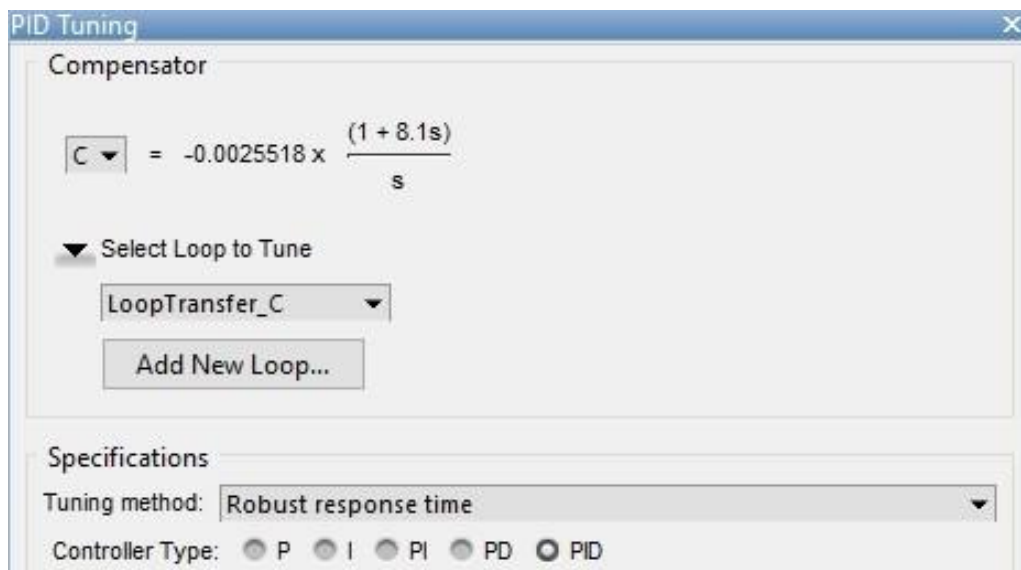 PID Tuning
Compensator
(1 + 8.1s)
C = -0.0025518 x
s
Select Loop to Tune
LoopTransfer_C
Add New Loop...
Specifications
Tuning method: Robust response time
Controller Type: P I PI PD PID